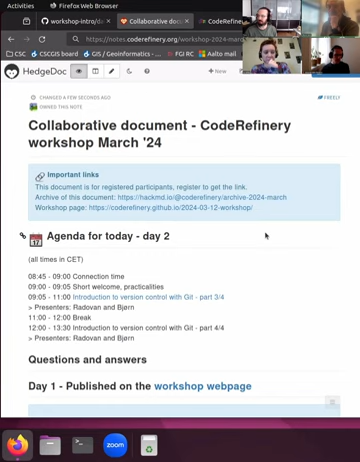 Activities
Firefox Web Browser
workshop-intro/da
Collaborative doc
CodeRefinery
https://notes.coderefinery.org/workshop-2024-marc
CSC
CSCGIS board
GIS / Geoinformatics -
FGI RC
Aalto mail
HedgeDoc
New
CHANGED A FEW SECONDS AGO
OWNED THIS NOTE
FREELY
Collaborative document - CodeRefinery
workshop March '24
Important links
This document is for registered participants, register to get the link.
Archive of this document: https://hackmd.io/@coderefinery/archive-2024-march
Workshop page: https://coderefinery.github.io/2024-03-12-workshop/
Agenda for today - day 2
(all times in CET)
08:45 - 09:00 Connection time
09:00 - 09:05 Short welcome, practicalities
09:05 - 11:00 Introduction to version control with Git - part 3/4
> Presenters: Radovan and Bjørn
11:00 - 12:00 Break
12:00 - 13:30 Introduction to version control with Git - part 4/4
> Presenters: Radovan and Bjørn
Questions and answers
Day 1 - Published on the workshop webpage
zoom